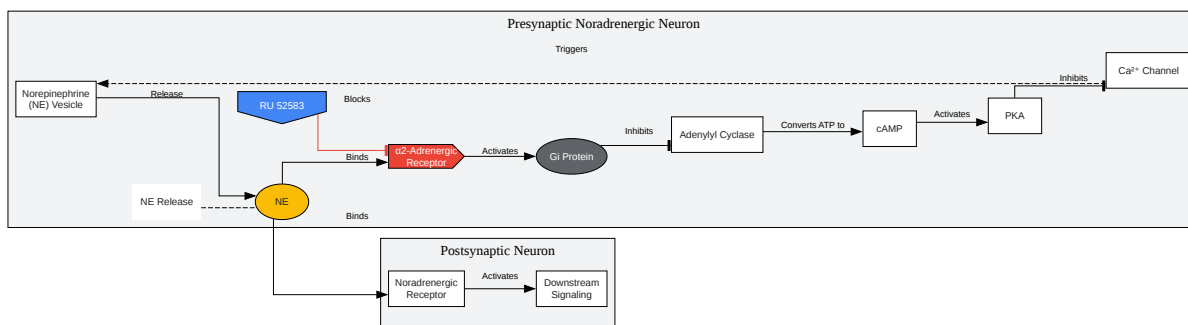 Presynaptic Noradrenergic Neuron
Triggers
Ca²⁺ Channel
Inhibits
Norepinephrine
(NE) Vesicle
Release
RU 52583
Blocks
PKA
Activates
cAMP
Converts ATP to
Adenylyl Cyclase
Inhibits
Gi Protein
Activates
α2-Adrenergic
Receptor
Binds
NE Release
NE
Binds
Postsynaptic Neuron
Noradrenergic
Receptor
Activates
Downstream
Signaling